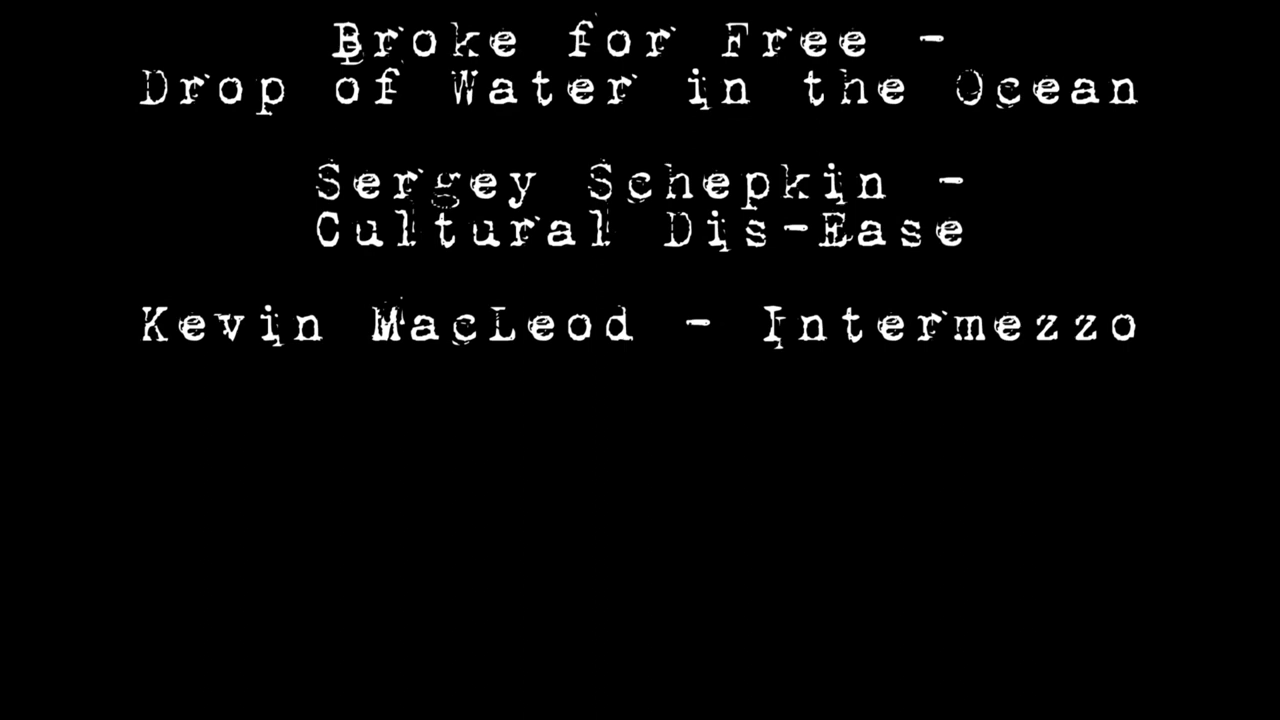 Broke for Free -
Drop of Water in the Ocean
Sergey Schepkin -
Cultural Dis-Ease
Kevin MacLeod - Intermezzo